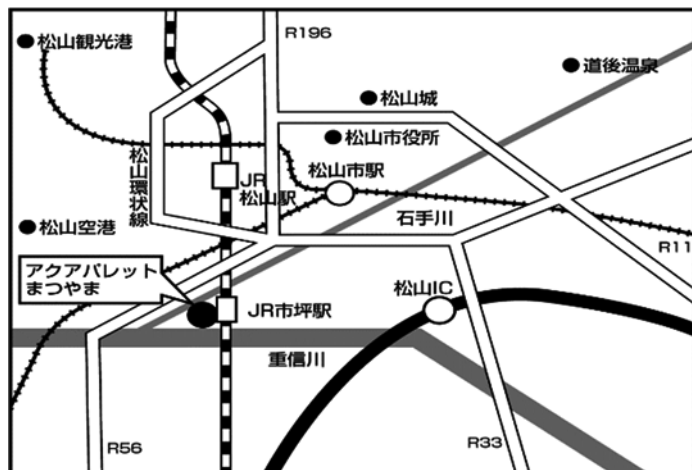 R196
松山観光港
道後温泉
松山城
松山市役所
松山環状線
JR
松山駅
松山市駅
石手川
松山空港
R11
アクアパレット
まつやま
松山IC
JR市坪駅
重信川
R56
R33